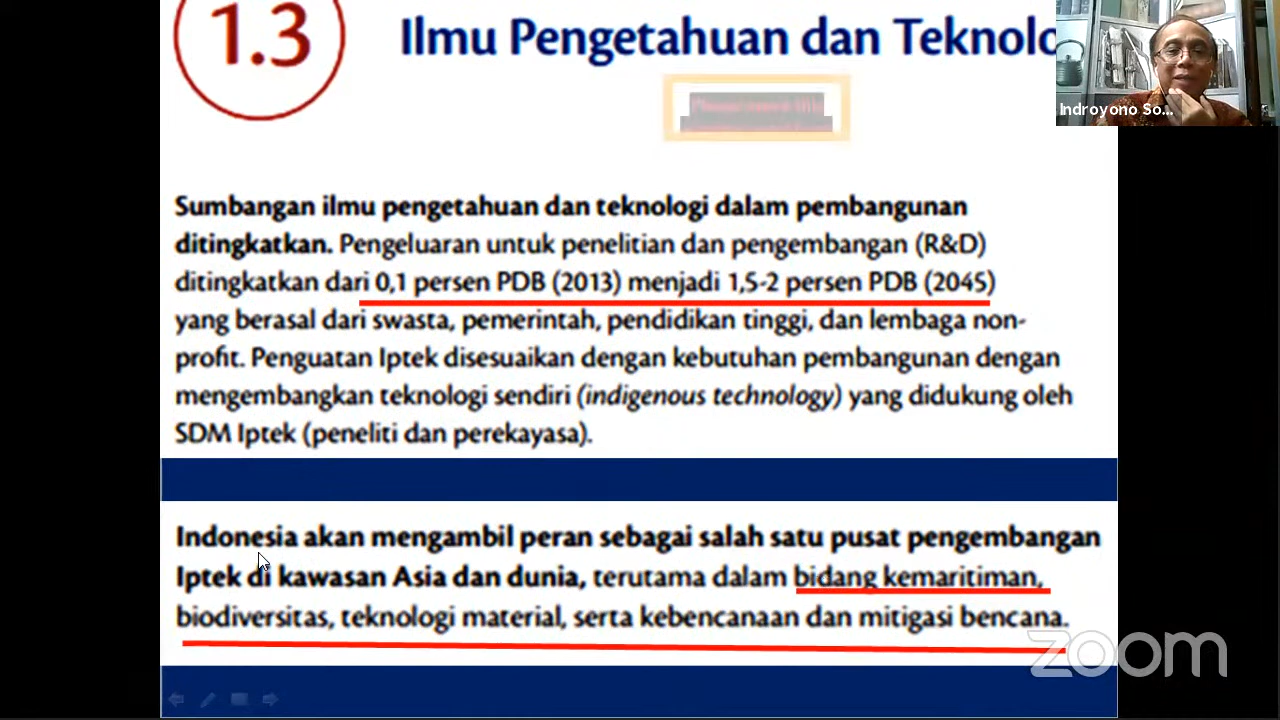 1.3
Ilmu Pengetahuan dan Teknolo
Indroyono So...
Sumbangan ilmu pengetahuan dan teknologi dalam pembangunan
ditingkatkan. Pengeluaran untuk penelitian dan pengembangan (R&D)
ditingkatkan dari 0,1 persen PDB (2013) menjadi 1,5-2 persen PDB (2045)
yang berasal dari swasta, pemerintah, pendidikan tinggi, dan lembaga non-
profit. Penguatan Iptek disesuaikan dengan kebutuhan pembangunan dengan
mengembangkan teknologi sendiri (indigenous technology) yang didukung oleh
SDM Iptek (peneliti dan perekayasa).
Indonesia akan mengambil peran sebagai salah satu pusat pengembangan
Iptek di kawasan Asia dan dunia, terutama dalam bidang kemaritiman,
biodiversitas, teknologi material, serta kebencanaan dan mitigasi bencana.
zoom